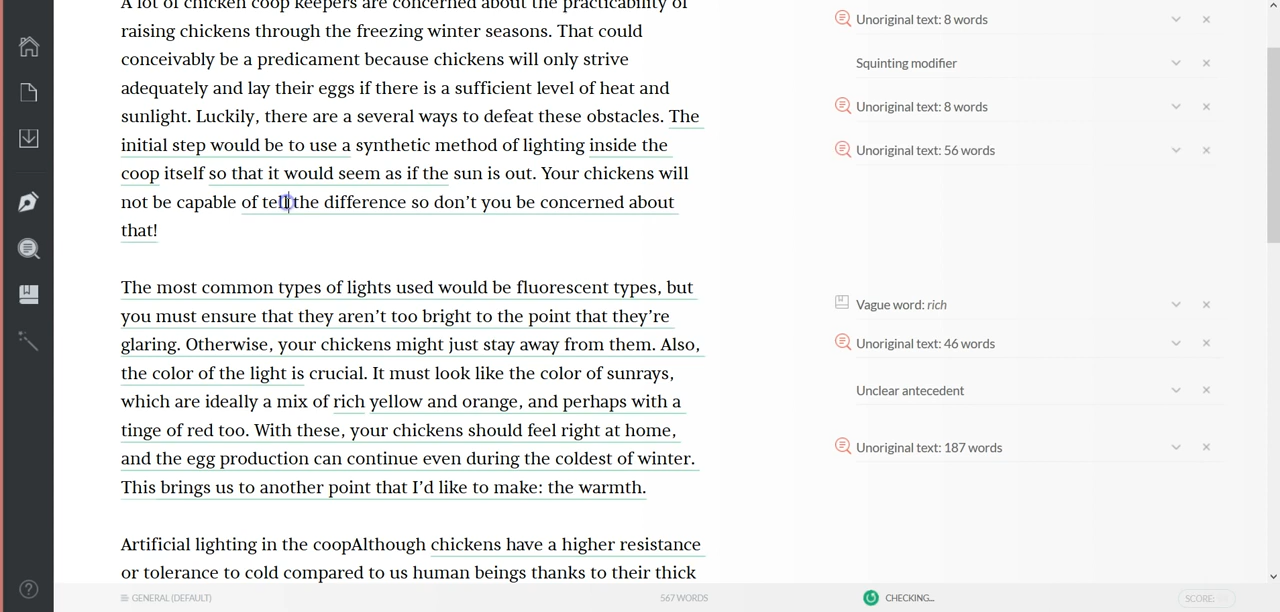 A lot of chicken coop keepers are concerned about the practicability of
raising chickens through the freezing winter seasons. That could
conceivably be a predicament because chickens will only strive
adequately and lay their eggs if there is a sufficient level of heat and
sunlight. Luckily, there are a several ways to defeat these obstacles. The
initial step would be to use a synthetic method of lighting inside the
coop itself so that it would seem as if the sun is out. Your chickens will
not be capable of tell the difference so don't you be concerned about
that!
The most common types of lights used would be fluorescent types, but
you must ensure that they aren't too bright to the point that they're
glaring. Otherwise, your chickens might just stay away from them. Also,
the color of the light is crucial. It must look like the color of sunrays,
which are ideally a mix of rich yellow and orange, and perhaps with a
tinge of red too. With these, your chickens should feel right at home,
and the egg production can continue even during the coldest of winter.
This brings us to another point that I'd like to make: the warmth.
Artificial lighting in the coopAlthough chickens have a higher resistance
or tolerance to cold compared to us human beings thanks to their thick
Unoriginal text: 8 words
Squinting modifier
Unoriginal text: 8 words
Unoriginal text: 56 words
Vague word: rich
Unoriginal text: 46 words
Unclear antecedent
Unoriginal text: 187 words
GENERAL (DEFAULT)
567 WORDS
CHECKING...
SCORE: